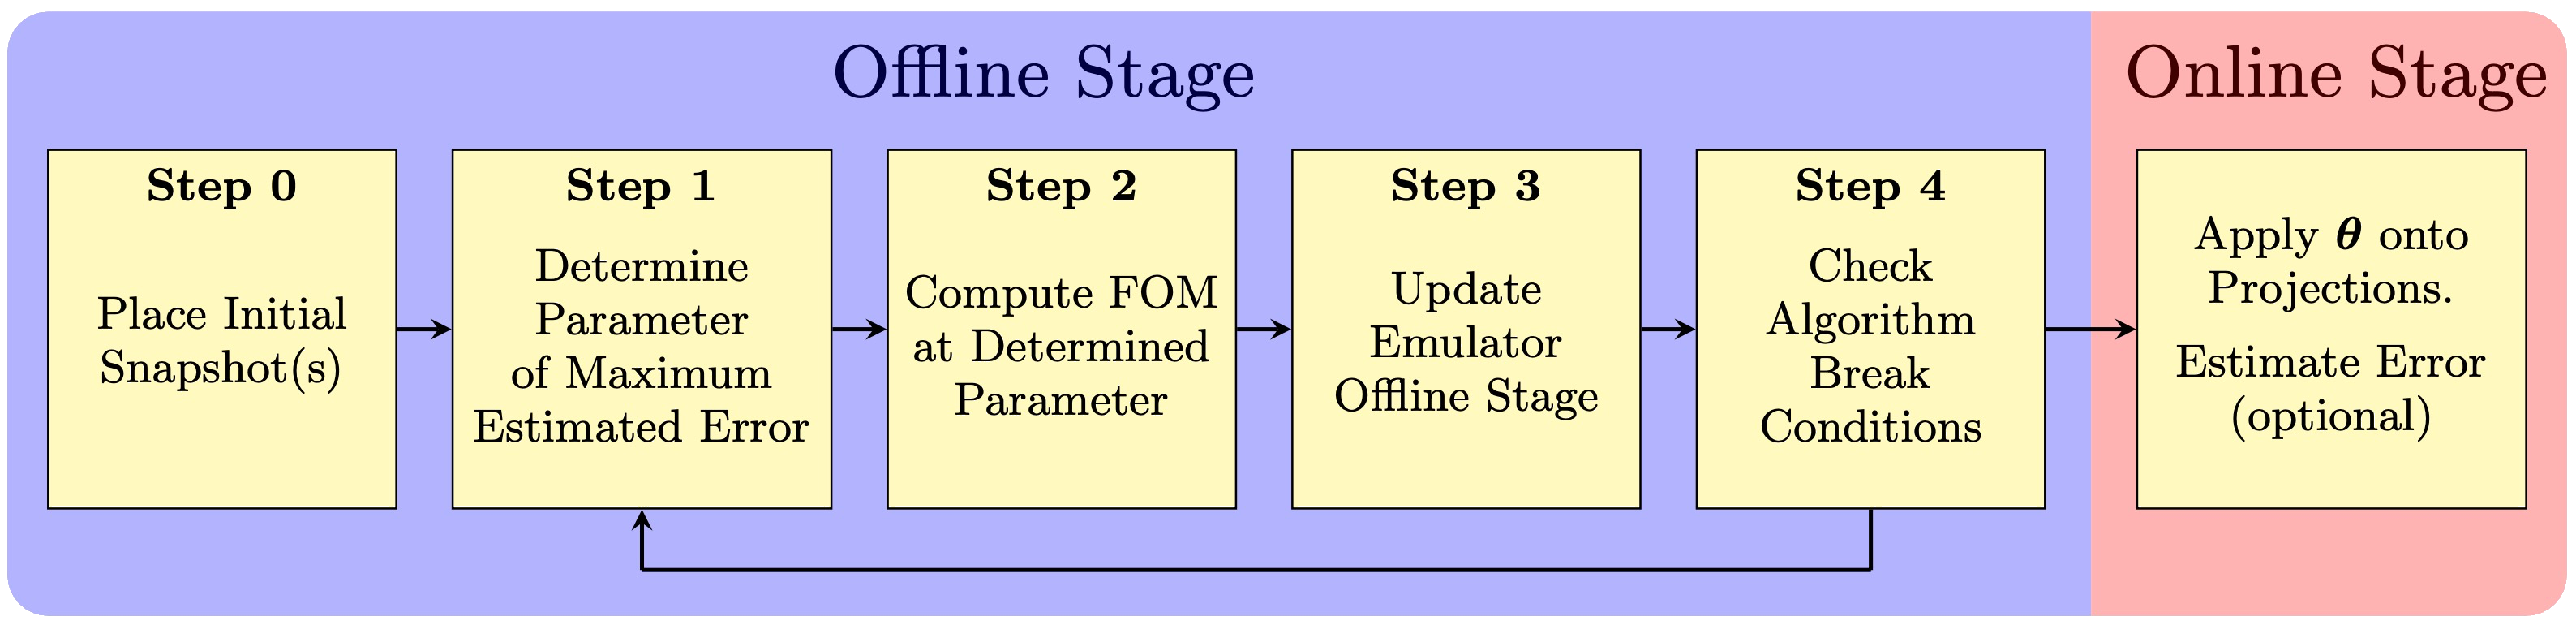 Offline Stage
Online Stage
Step 0
Place Initial
Snapshot(s)
Step 1
Determine
Parameter
of Maximum
Estimated Error
Step 2
Compute FOM
at Determined
Parameter
Step 3
Update
Emulator
Offline Stage
Step 4
Check
Algorithm
Break
Conditions
Apply θ onto
Projections.
Estimate Error
(optional)